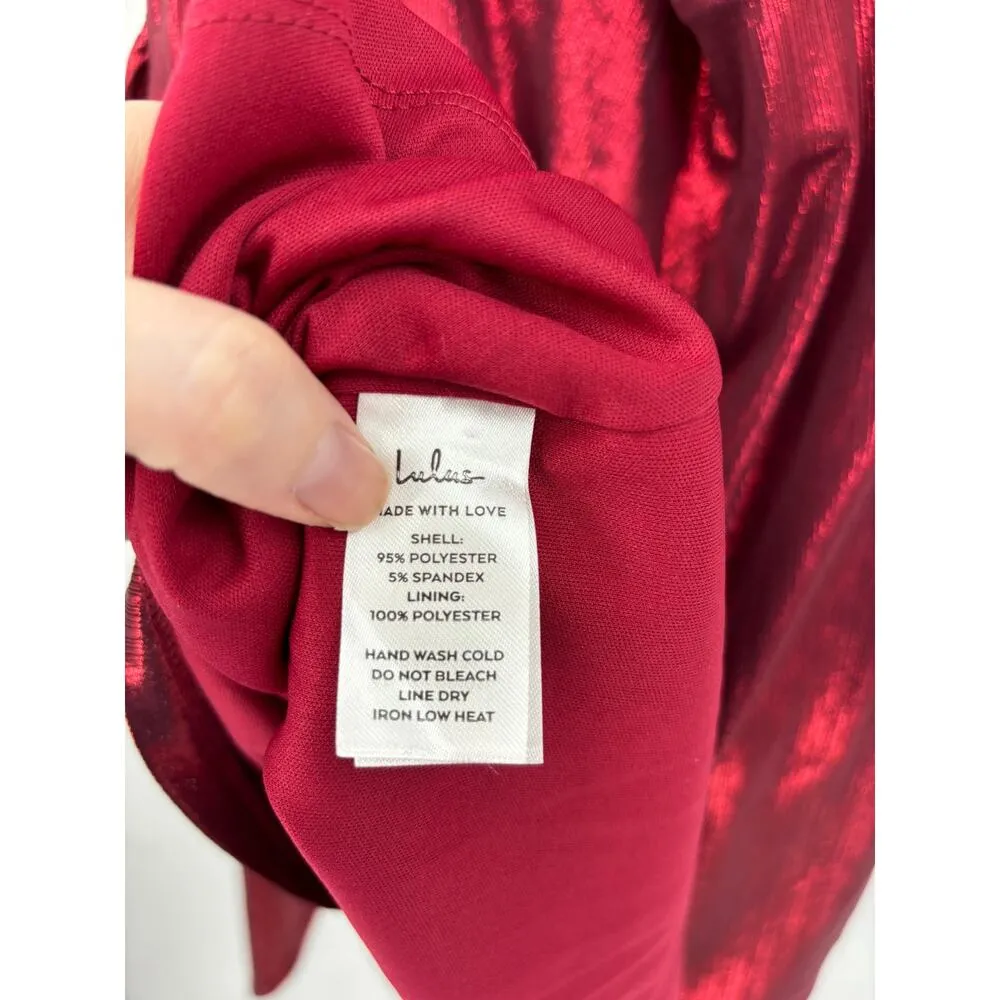 Lulus
MADE WITH LOVE
SHELL:
95% POLYESTER
5% SPANDEX
LINING:
100% POLYESTER
HAND WASH COLD
DO NOT BLEACH
LINE DRY
IRON LOW HEAT